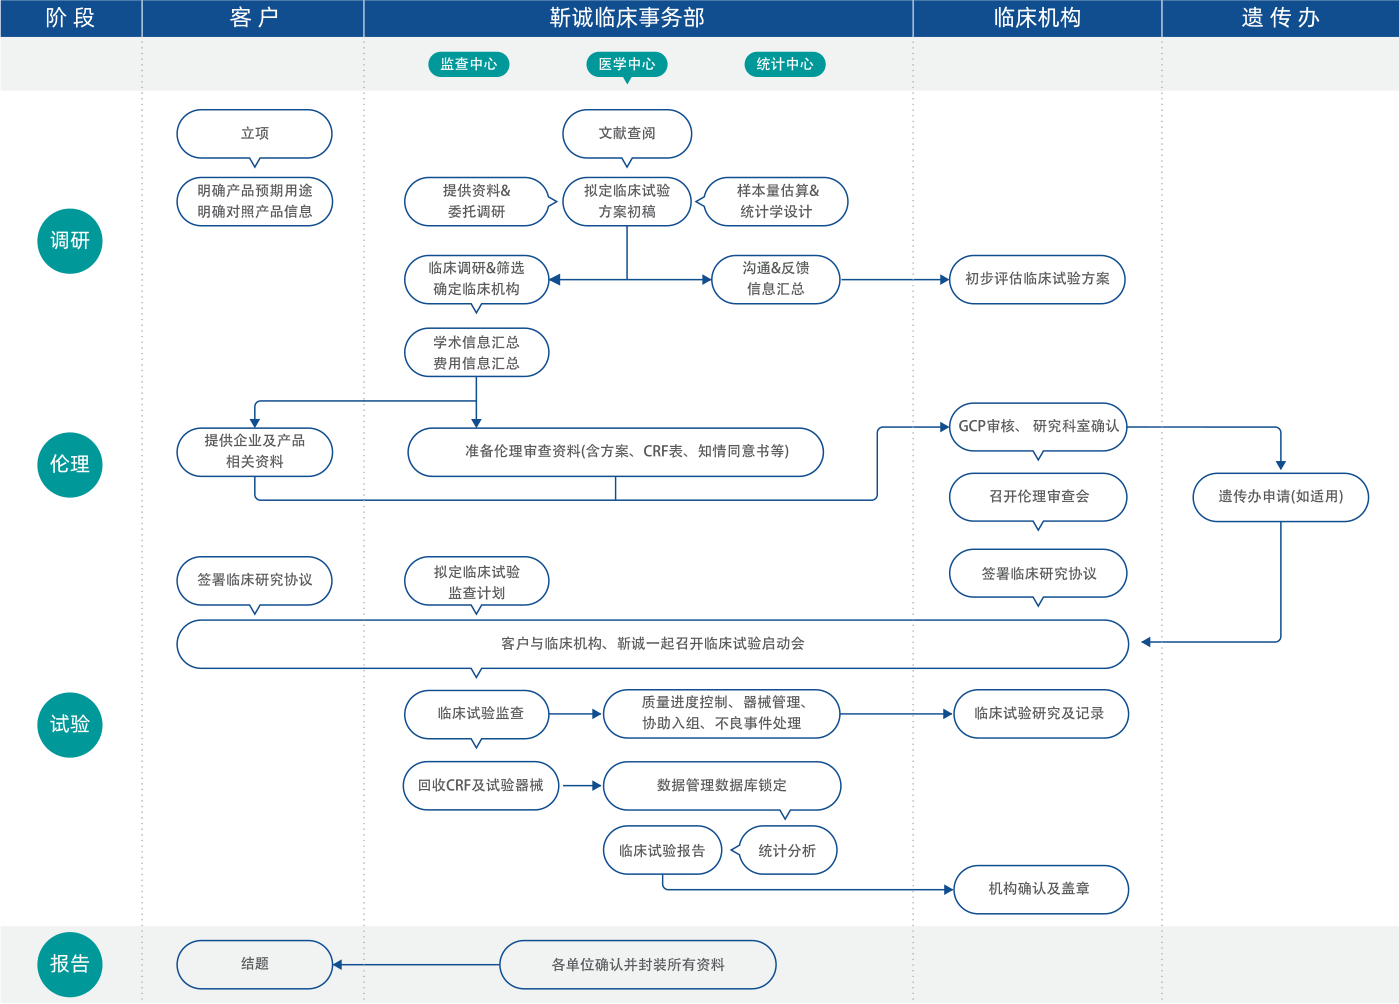 阶 段
客 户
靳诚临床事务部
临床机构
遗 传 办
监查中心
医学中心
统计中心
调研
立项
文献查阅
明确产品预期用途
明确对照产品信息
提供资料&
委托调研
拟定临床试验
方案初稿
样本量估算&
统计学设计
临床调研&筛选
确定临床机构
沟通&反馈
信息汇总
初步评估临床试验方案
学术信息汇总
费用信息汇总
伦理
提供企业及产品
相关资料
准备伦理审查资料(含方案、CRF表、知情同意书等)
GCP审核、 研究科室确认
召开伦理审查会
遗传办申请(如适用)
签署临床研究协议
拟定临床试验
监查计划
签署临床研究协议
客户与临床机构、靳诚一起召开临床试验启动会
试验
临床试验监查
质量进度控制、器械管理、
协助入组、不良事件处理
临床试验研究及记录
回收CRF及试验器械
数据管理数据库锁定
临床试验报告
统计分析
机构确认及盖章
报告
结题
各单位确认并封装所有资料